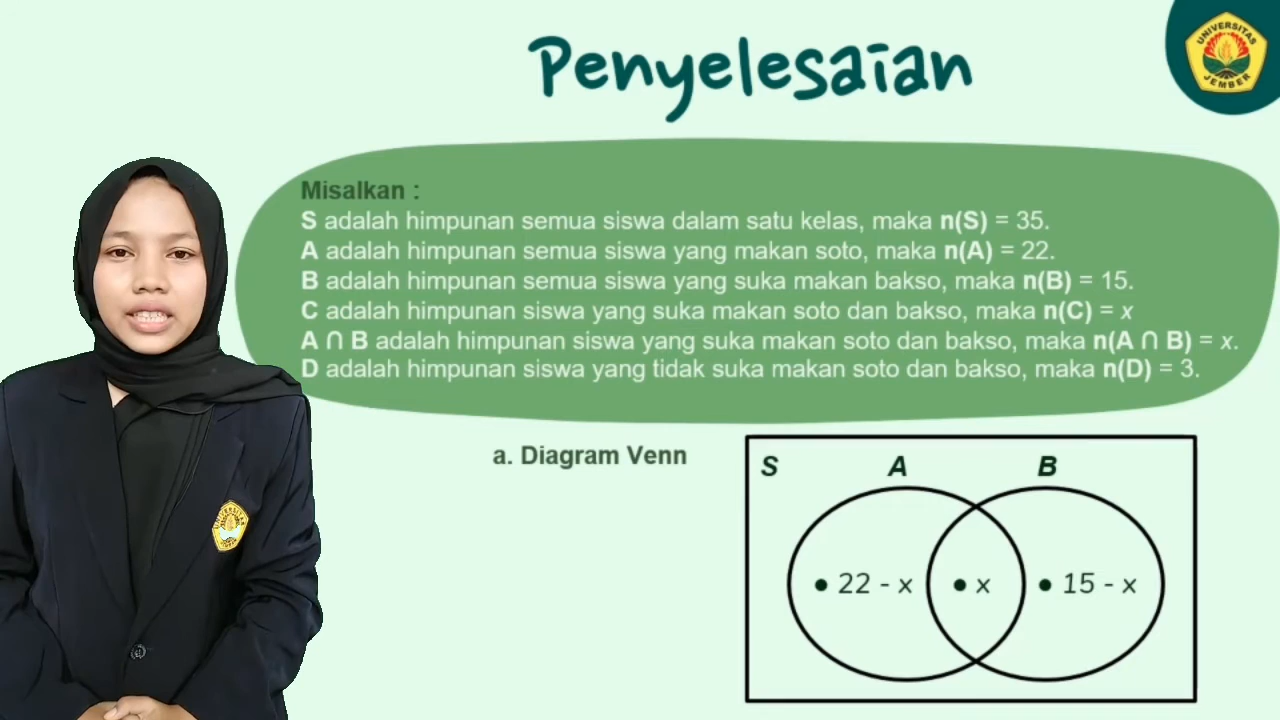 Penyelesaian
UNIVERSITAS
JEMBER
Misalkan :
S adalah himpunan semua siswa dalam satu kelas, maka n(S) = 35.
A adalah himpunan semua siswa yang makan soto, maka n(A) = 22.
B adalah himpunan semua siswa yang suka makan bakso, maka n(B) = 15.
C adalah himpunan siswa yang suka makan soto dan bakso, maka n(C) = x
A ∩ B adalah himpunan siswa yang suka makan soto dan bakso, maka n(A ∩ B) = x.
D adalah himpunan siswa yang tidak suka makan soto dan bakso, maka n(D) = 3.
a. Diagram Venn
S A B
• 22 - x • x • 15 - x